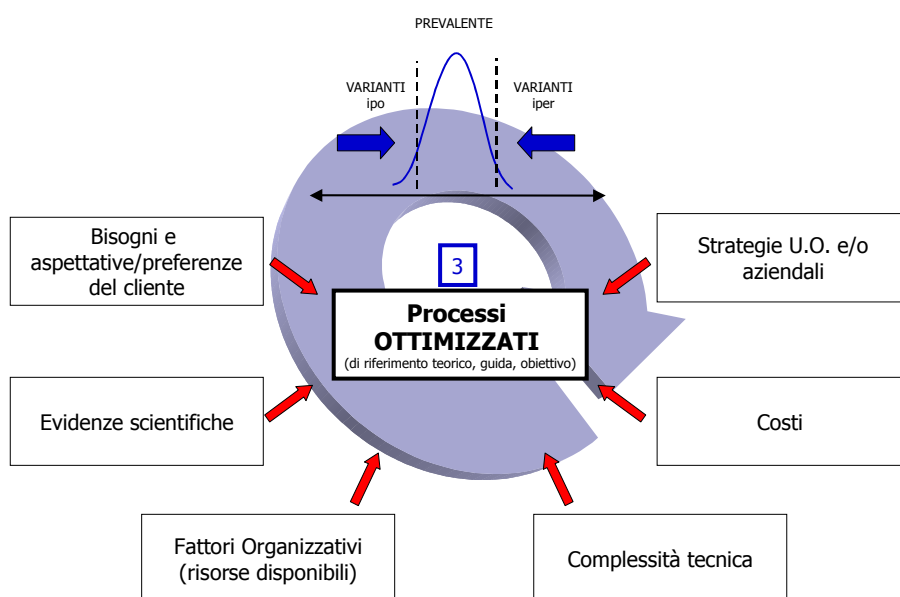 PREVALENTE
VARIANTI
ipo
VARIANTI
iper
Bisogni e
aspettative/preferenze
del cliente
Strategie U.O. e/o
aziendali
3
Processi
OTTIMIZZATI
(di riferimento teorico, guida, obiettivo)
Evidenze scientifiche
Costi
Fattori Organizzativi
(risorse disponibili)
Complessità tecnica